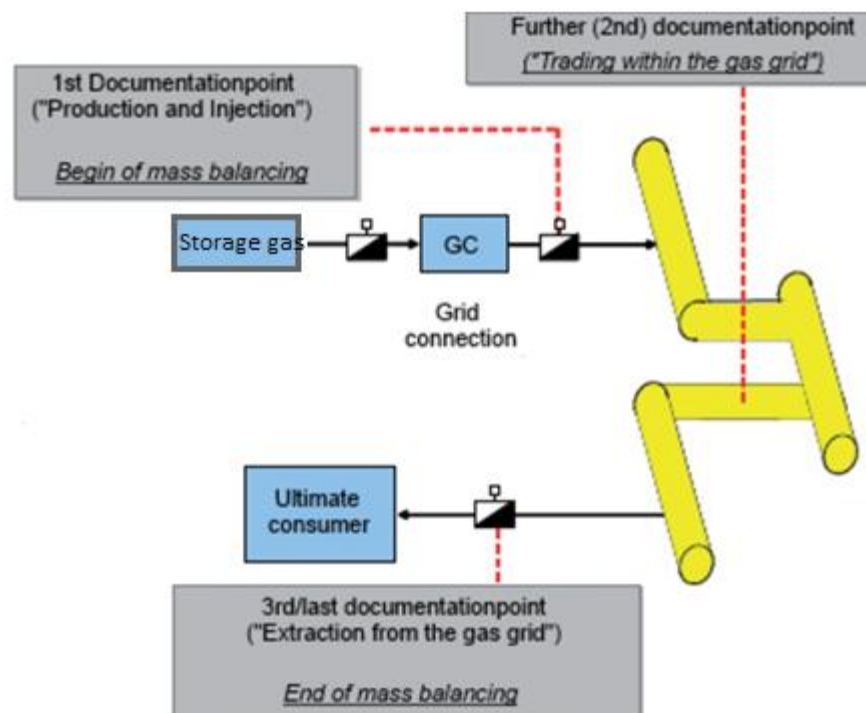 Further (2nd) documentationpoint
("Trading within the gas grid")
1st Documentationpoint
("Production and Injection")
Begin of mass balancing
Storage gas
GC
Grid
connection
Ultimate
consumer
3rd/last documentationpoint
("Extraction from the gas grid")
End of mass balancing